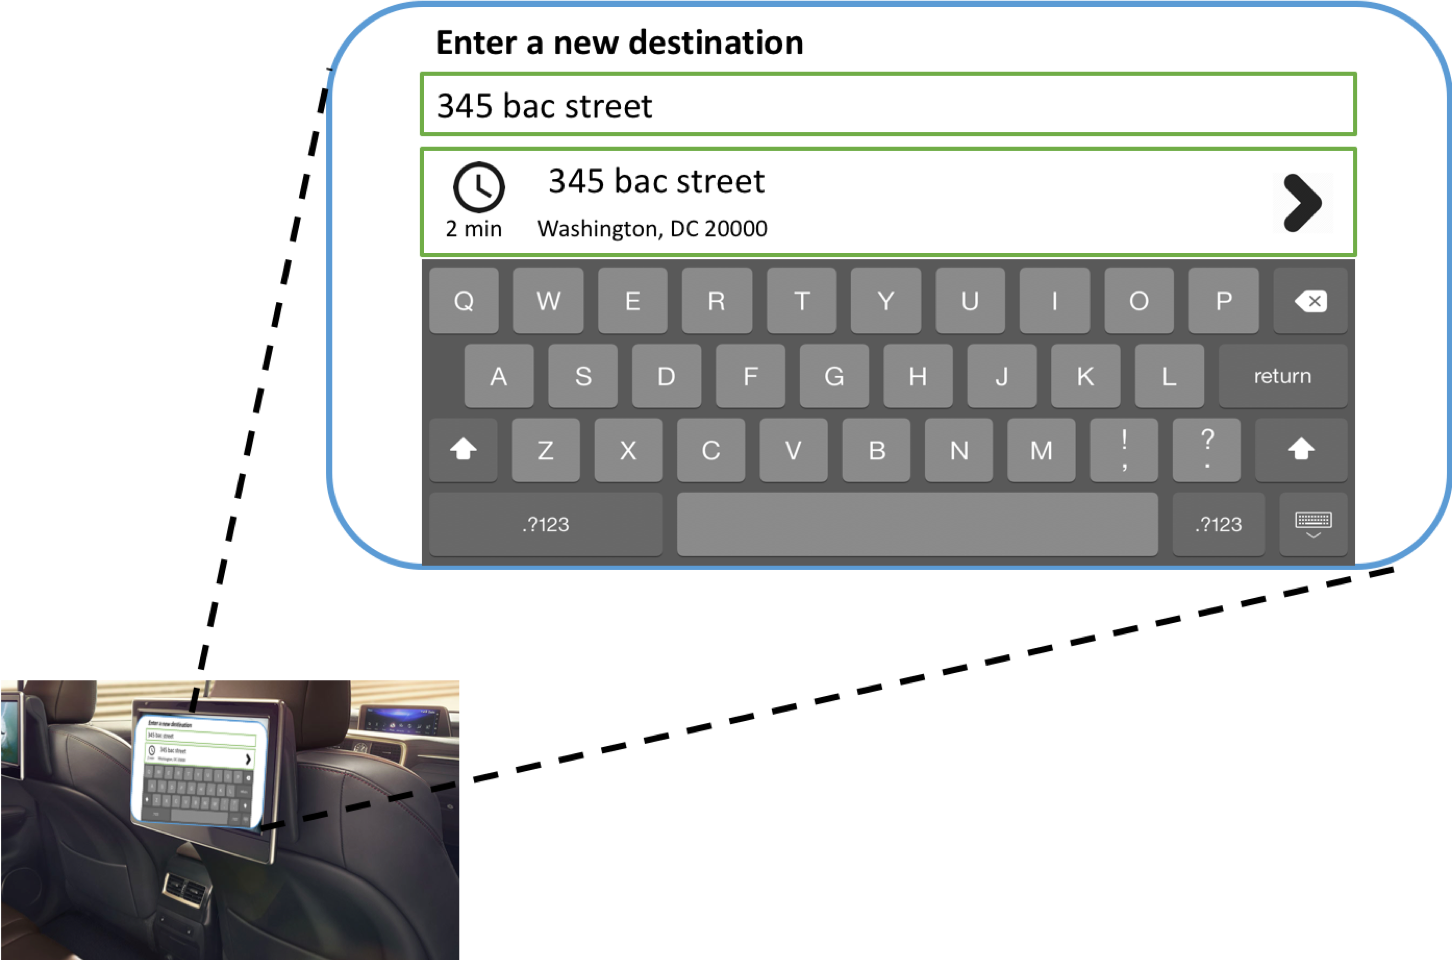 Enter a new destination
345 bac street
345 bac street
2 min
Washington, DC 20000
Q W E R T Y U I O P
A S D F G H J K L return
Z X C V B N M ! , ? .
.?123 .?123
Enter a new destination
345 bac street
345 bac street